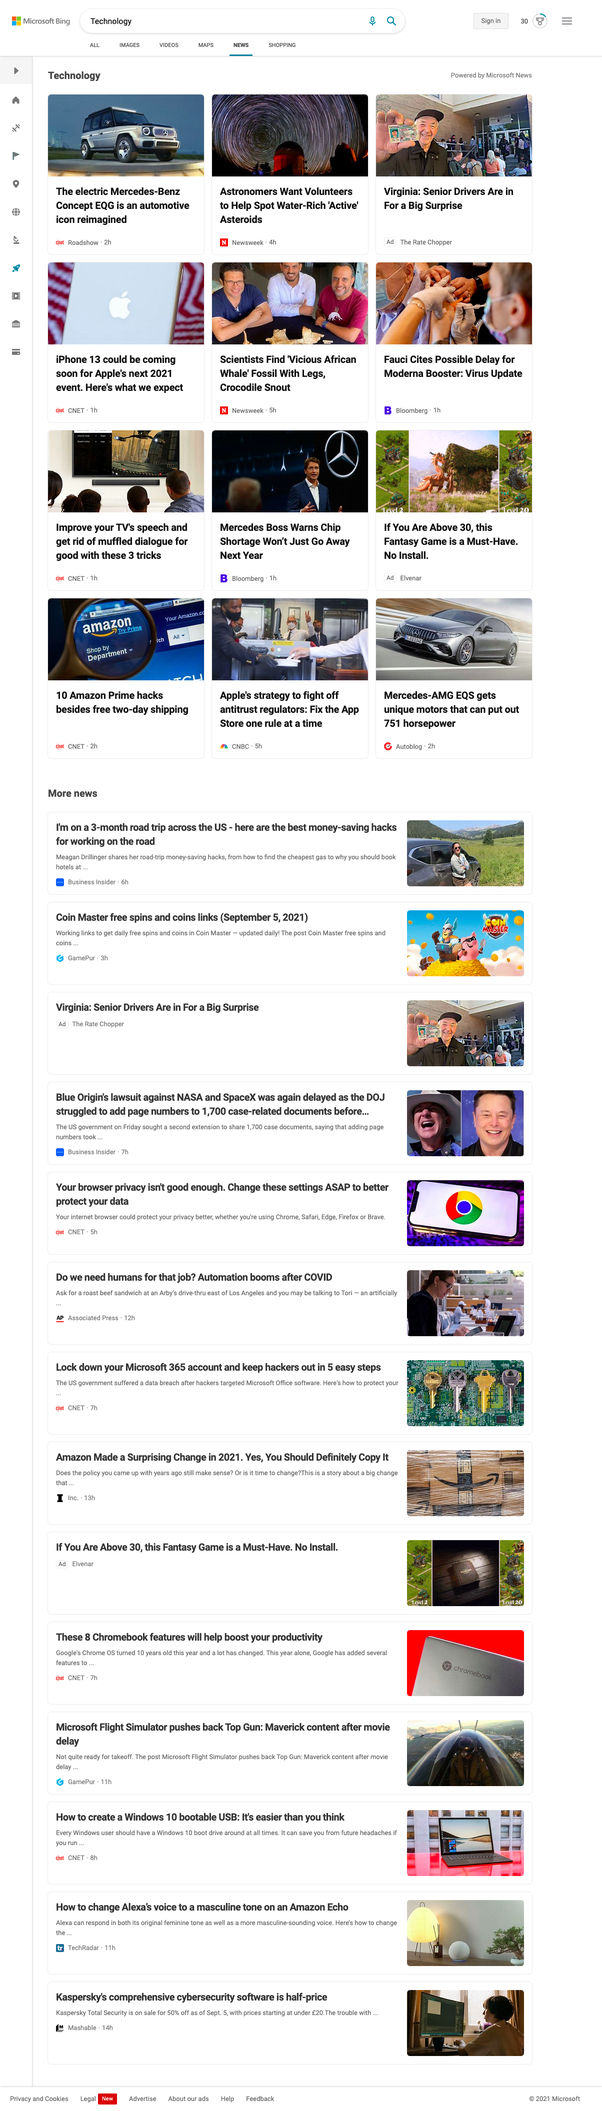 Microsoft Bing
Technology
Sign in
30
ALL IMAGES VIDEOS MAPS NEWS SHOPPING
Technology
Powered by Microsoft News
The electric Mercedes-Benz
Concept EQG is an automotive
icon reimagined
Roadshow · 2h
Astronomers Want Volunteers
to Help Spot Water-Rich 'Active'
Asteroids
Newsweek · 4h
Virginia: Senior Drivers Are in
For a Big Surprise
Ad The Rate Chopper
iPhone 13 could be coming
soon for Apple's next 2021
event. Here's what we expect
CNET · 1h
Scientists Find 'Vicious African
Whale' Fossil With Legs,
Crocodile Snout
Newsweek · 5h
Fauci Cites Possible Delay for
Moderna Booster: Virus Update
Bloomberg · 1h
Improve your TV's speech and
get rid of muffled dialogue for
good with these 3 tricks
CNET · 1h
Mercedes Boss Warns Chip
Shortage Won't Just Go Away
Next Year
Bloomberg · 1h
Level 2
Level 20
If You Are Above 30, this
Fantasy Game is a Must-Have.
No Install.
Ad Elvenar
amazon
Try Prime
Your Amazon.co
Shop by
Department
All
10 Amazon Prime hacks
besides free two-day shipping
CNET · 2h
Apple's strategy to fight off
antitrust regulators: Fix the App
Store one rule at a time
CNBC · 5h
Mercedes-AMG EQS gets
unique motors that can put out
751 horsepower
Autoblog · 2h
More news
I'm on a 3-month road trip across the US - here are the best money-saving hacks
for working on the road
Meagan Drillinger shares her road-trip money-saving hacks, from how to find the cheapest gas to why you should book
hotels at ...
Business Insider · 6h
Coin Master free spins and coins links (September 5, 2021)
Working links to get daily free spins and coins in Coin Master — updated daily! The post Coin Master free spins and
coins ...
GamePur · 3h
COIN
MASTER
Virginia: Senior Drivers Are in For a Big Surprise
Ad The Rate Chopper
Blue Origin's lawsuit against NASA and SpaceX was again delayed as the DOJ
struggled to add page numbers to 1,700 case-related documents before...
The US government on Friday sought a second extension to share 1,700 case documents, saying that adding page
numbers took ...
Business Insider · 7h
Your browser privacy isn't good enough. Change these settings ASAP to better
protect your data
Your internet browser could protect your privacy better, whether you're using Chrome, Safari, Edge, Firefox or Brave.
CNET · 5h
Do we need humans for that job? Automation booms after COVID
Ask for a roast beef sandwich at an Arby's drive-thru east of Los Angeles and you may be talking to Tori — an artificially
...
AP Associated Press · 12h
Lock down your Microsoft 365 account and keep hackers out in 5 easy steps
The US government suffered a data breach after hackers targeted Microsoft Office software. Here's how to protect your
...
CNET · 7h
Amazon Made a Surprising Change in 2021. Yes, You Should Definitely Copy It
Does the policy you came up with years ago still make sense? Or is it time to change?This is a story about a big change
that ...
Inc. · 13h
If You Are Above 30, this Fantasy Game is a Must-Have. No Install.
Ad Elvenar
Level 2
Level 20
These 8 Chromebook features will help boost your productivity
Google's Chrome OS turned 10 years old this year and a lot has changed. This year alone, Google has added several
features to ...
CNET · 7h
chromebook
Microsoft Flight Simulator pushes back Top Gun: Maverick content after movie
delay
Not quite ready for takeoff. The post Microsoft Flight Simulator pushes back Top Gun: Maverick content after movie
delay ...
GamePur · 11h
How to create a Windows 10 bootable USB: It's easier than you think
Every Windows user should have a Windows 10 boot drive around at all times. It can save you from future headaches if
you run ...
CNET · 8h
How to change Alexa's voice to a masculine tone on an Amazon Echo
Alexa can respond in both its original feminine tone as well as a more masculine-sounding voice. Here's how to change
the ...
TechRadar · 11h
Kaspersky's comprehensive cybersecurity software is half-price
Kaspersky Total Security is on sale for 50% off as of Sept. 5, with prices starting at under £20.The trouble with ...
Mashable · 14h
Privacy and Cookies Legal New Advertise About our ads Help Feedback
© 2021 Microsoft